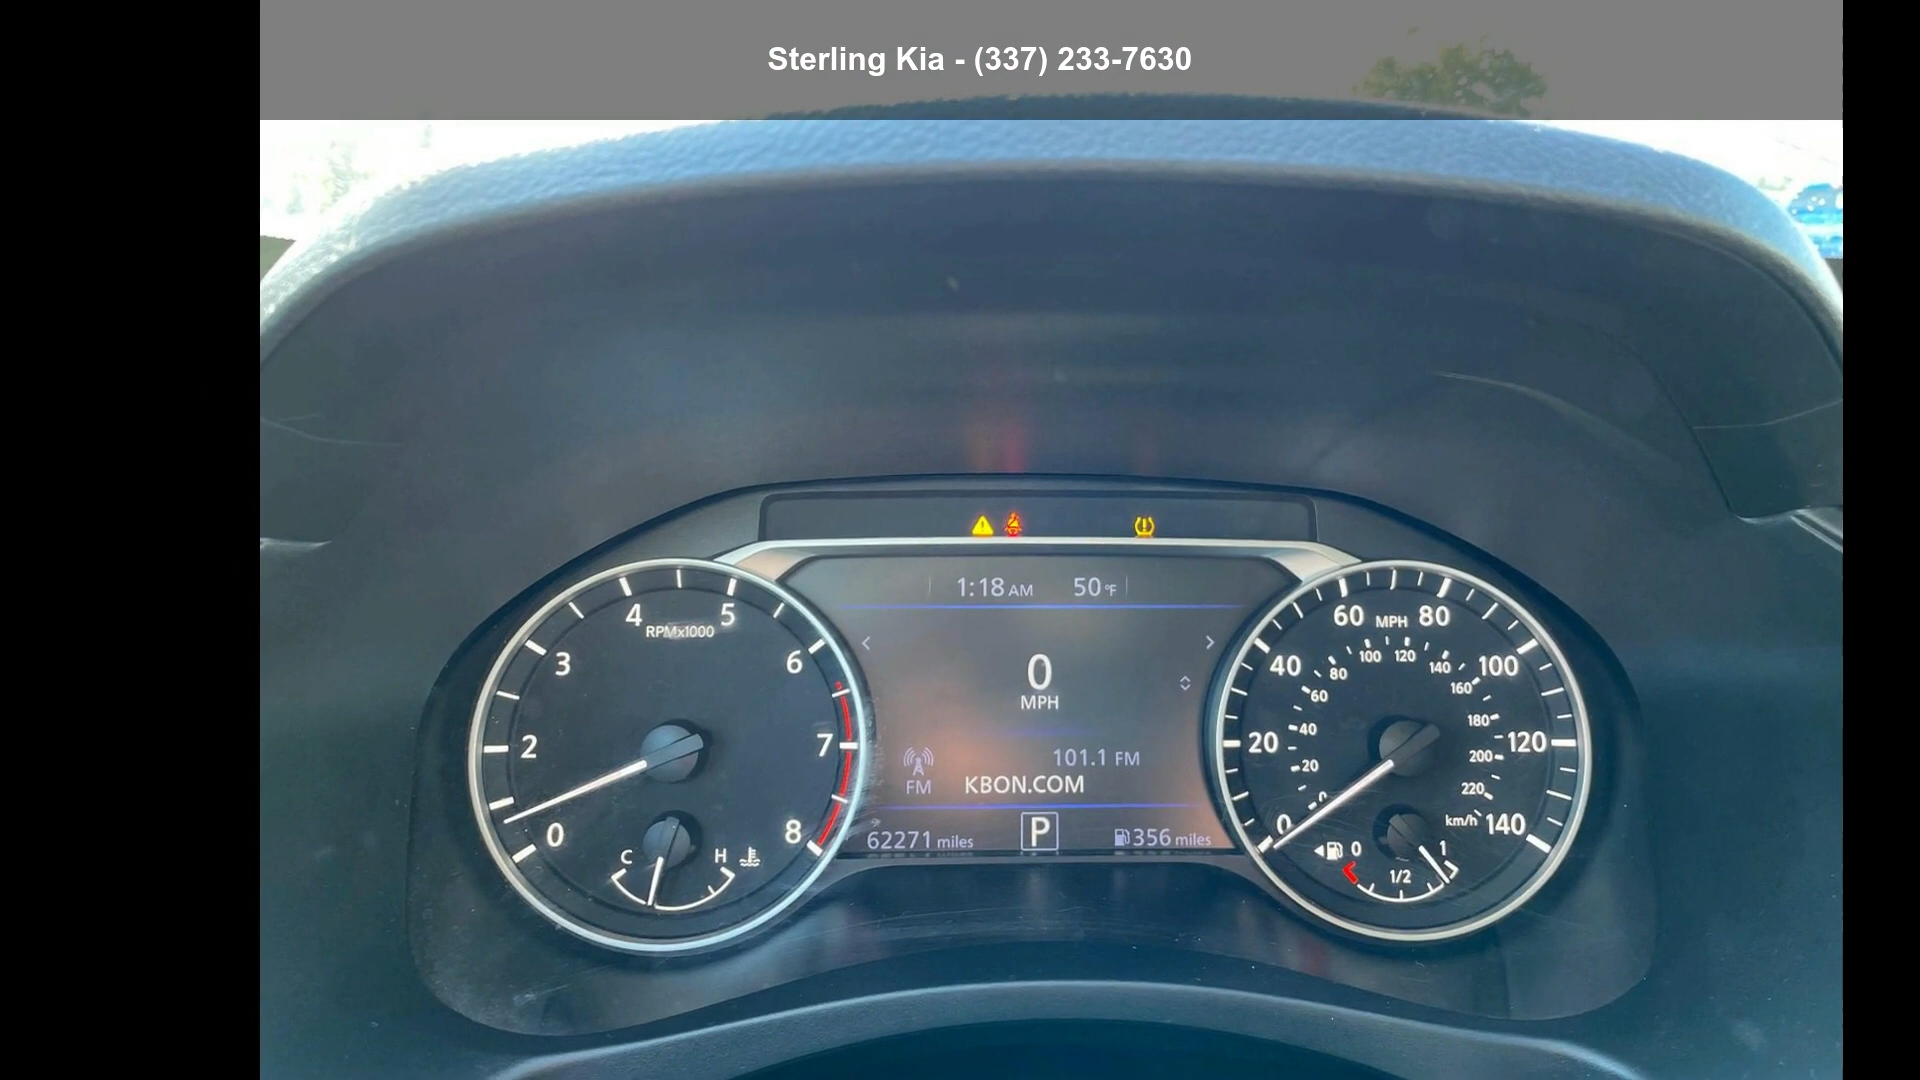 Sterling Kia - (337) 233-7630
1:18 AM 50 °F
0
MPH
101.1 FM
FM KBON.COM
62271 miles P 356 miles
0 2 3 4 5 6 7 8
RPMx1000
C H
0 20 40 60 MPH 80 100 120 140
0 20 40 60 80 100 120 140 160 180 200 220 km/h
0 1/2 1